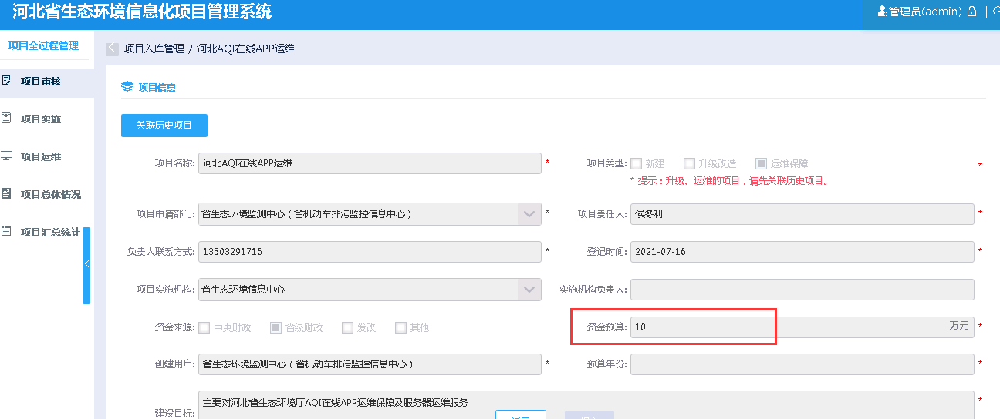 河北省生态环境信息化项目管理系统
管理员(admin)
项目全过程管理
项目入库管理 / 河北AQI在线APP运维
项目审核
项目信息
项目实施
关联历史项目
项目运维
项目名称: 河北AQI在线APP运维 *
项目类型: 新建 升级改造 运维保障 *
* 提示：升级、运维的项目，请先关联历史项目。
项目总体情况
项目申请部门: 省生态环境监测中心（省机动车排污监控信息中心） *
项目责任人: 侯冬利 *
项目汇总统计
负责人联系方式: 13503291716 *
登记时间: 2021-07-16 *
项目实施机构: 省生态环境信息中心
实施机构负责人:
资金来源: 中央财政 省级财政 发改 其他
资金预算: 10 万元 *
创建用户: 省生态环境监测中心（省机动车排污监控信息中心） *
预算年份: *
建设目标: 主要对河北省生态环境厅AQI在线APP运维保障及服务器运维服务 *